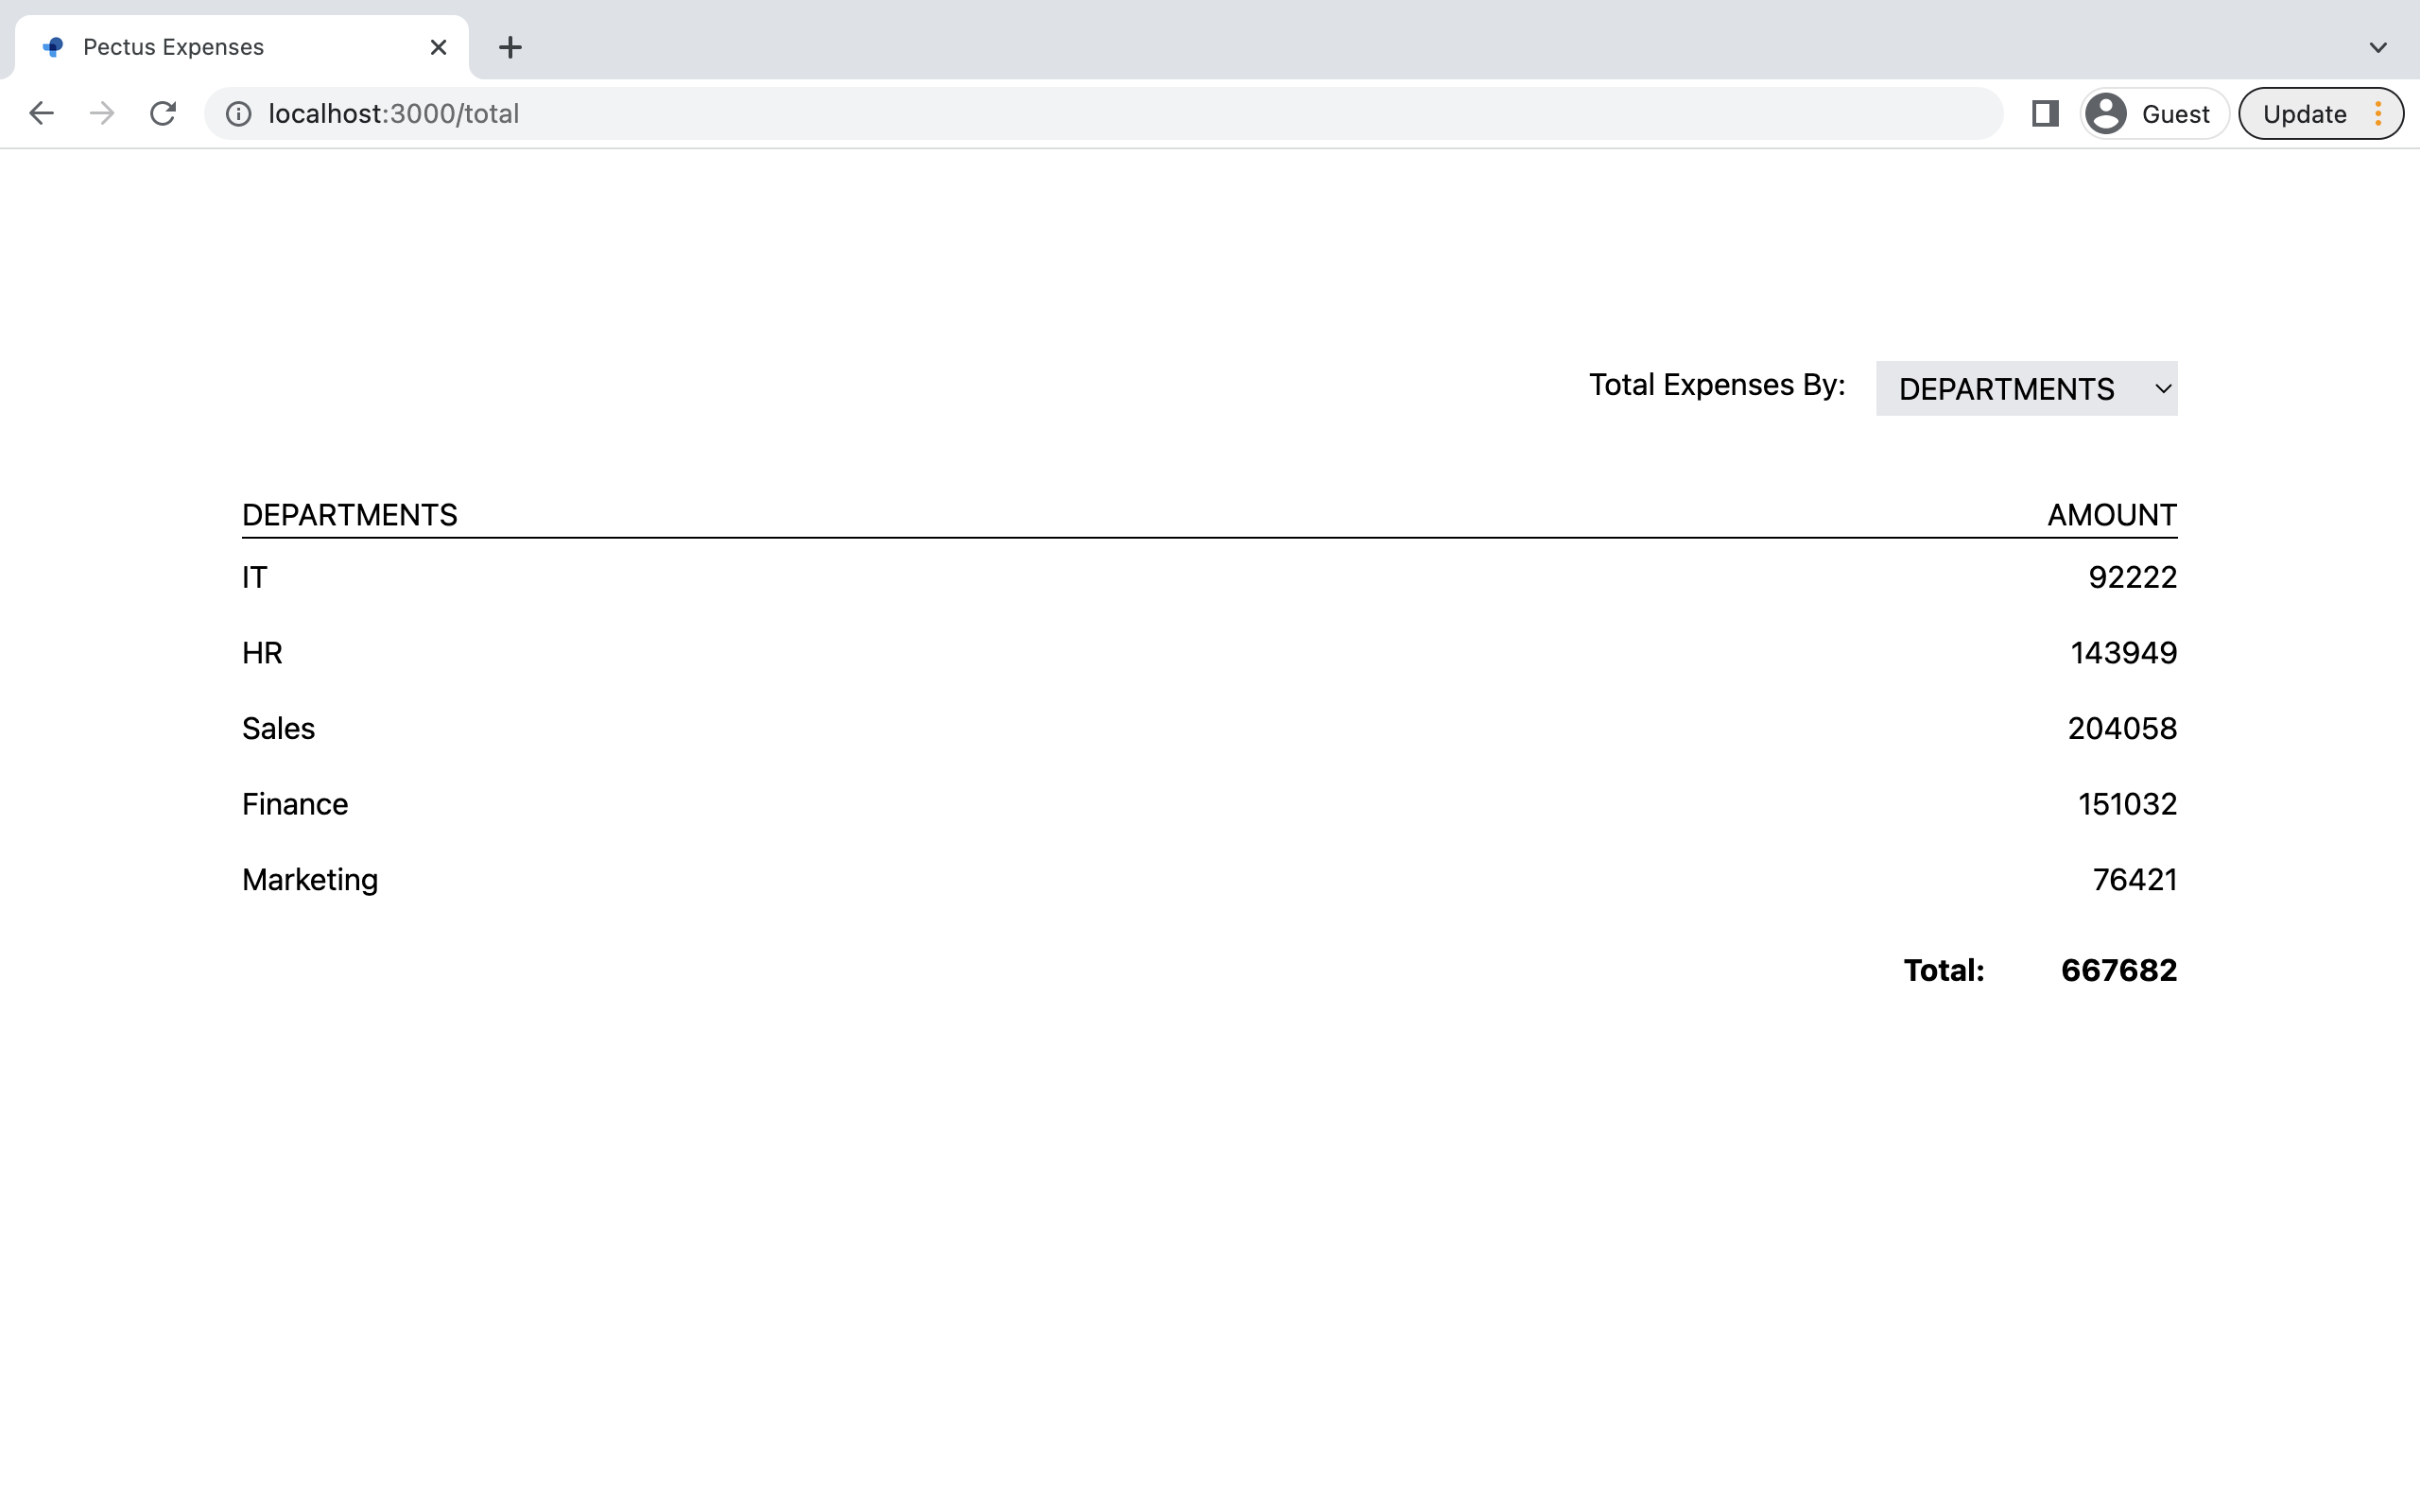 Pectus Expenses
localhost:3000/total
Guest
Update
Total Expenses By: DEPARTMENTS
DEPARTMENTS AMOUNT
IT 92222
HR 143949
Sales 204058
Finance 151032
Marketing 76421
Total: 667682